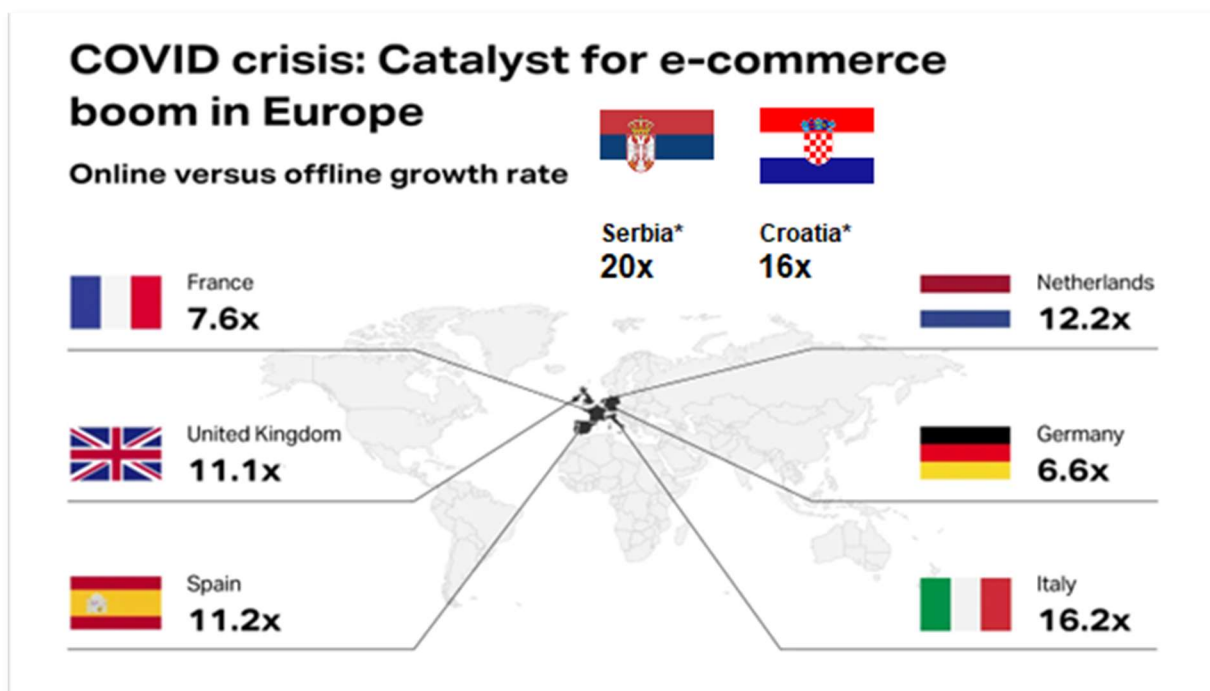 COVID crisis: Catalyst for e-commerce
boom in Europe
Online versus offline growth rate
Serbia*
20x
Croatia*
16x
France
7.6x
Netherlands
12.2x
United Kingdom
11.1x
Germany
6.6x
Spain
11.2x
Italy
16.2x